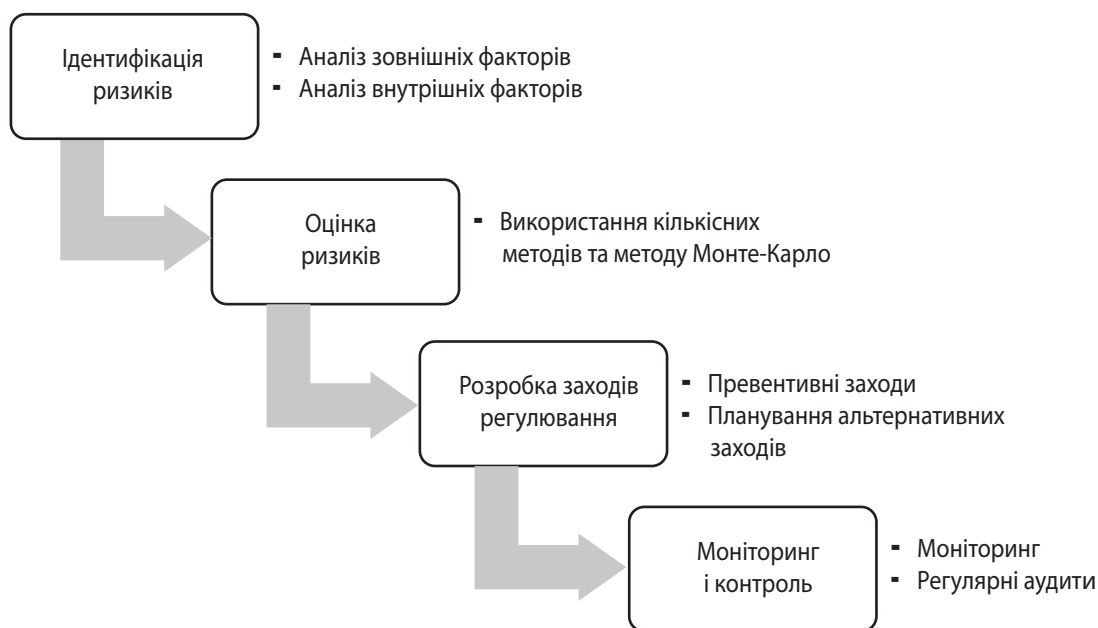 Ідентифікація
ризиків
- Аналіз зовнішніх факторів
- Аналіз внутрішніх факторів
Оцінка
ризиків
- Використання кількісних
методів та методу Монте-Карло
Розробка заходів
регулювання
- Превентивні заходи
- Планування альтернативних
заходів
Моніторинг
і контроль
- Моніторинг
- Регулярні аудити